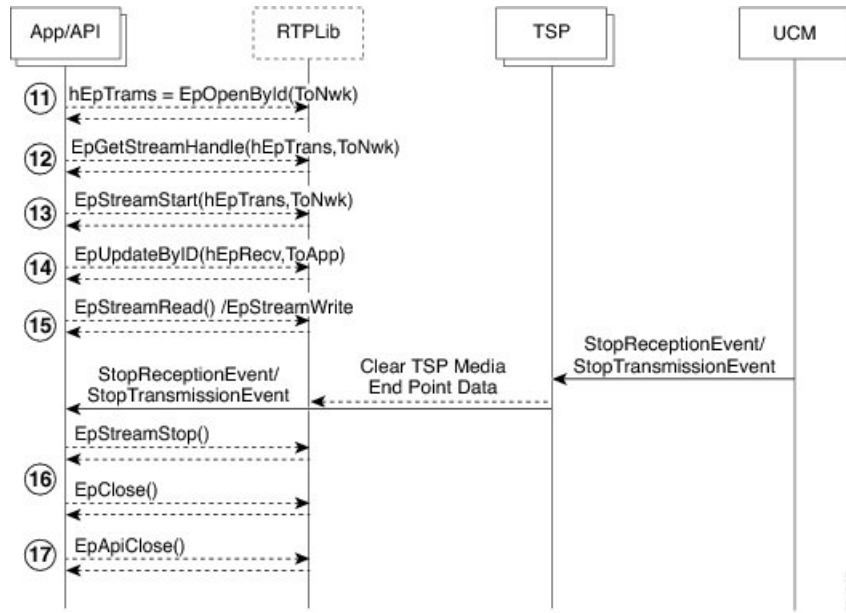 App/API
RTPLib
TSP
UCM
11
hEpTrams = EpOpenById(ToNwk)
12
EpGetStreamHandle(hEpTrans,ToNwk)
13
EpStreamStart(hEpTrans,ToNwk)
14
EpUpdateByID(hEpRecv,ToApp)
15
EpStreamRead() /EpStreamWrite
StopReceptionEvent/
StopTransmissionEvent
Clear TSP Media
End Point Data
StopReceptionEvent/
StopTransmissionEvent
EpStreamStop()
16
EpClose()
17
EpApiClose()